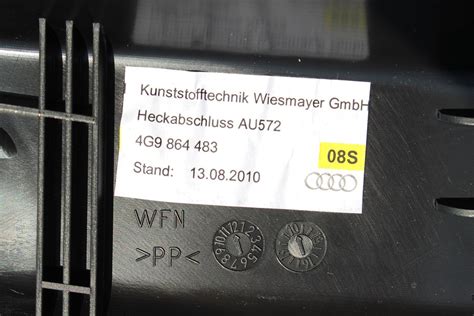 Kunststofftechnik Wiesmayer GmbH
Heckabschluss AU572
4G9 864 483
08S
Stand: 13.08.2010
WFN
>PP<